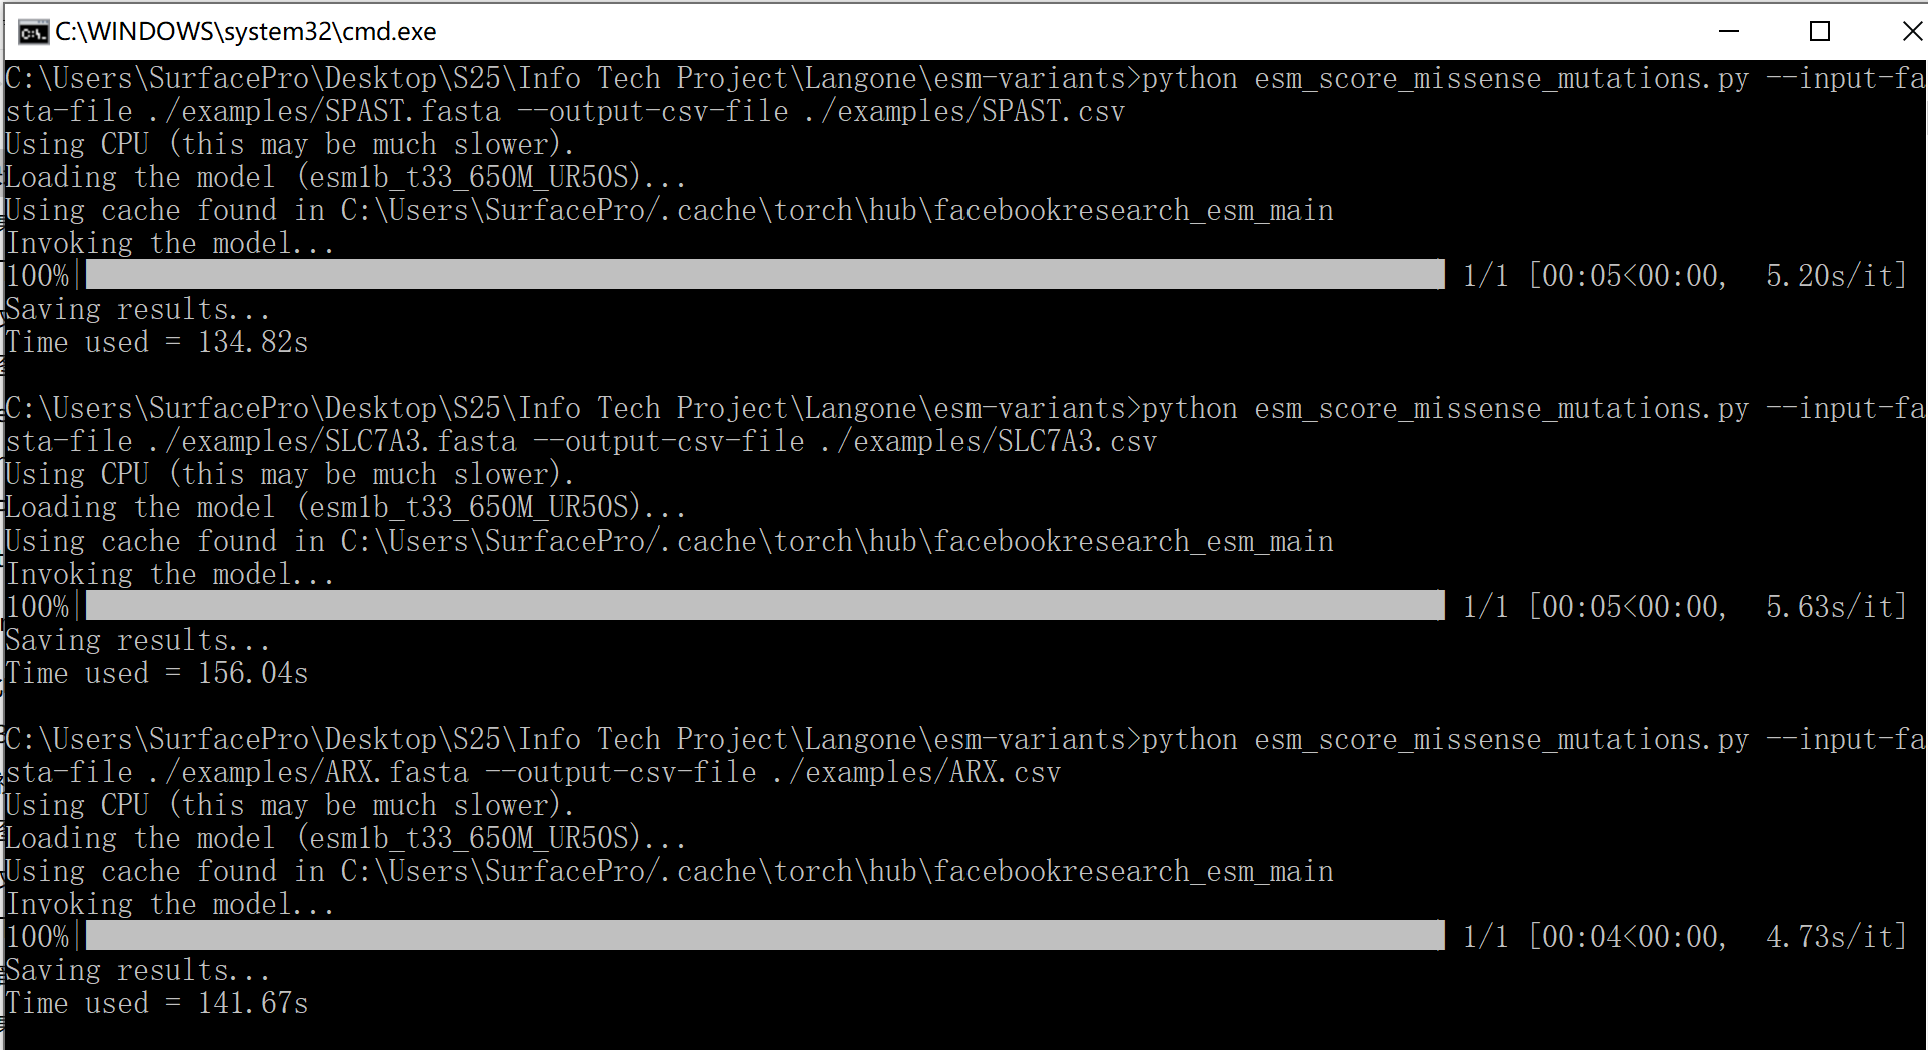 C:\WINDOWS\system32\cmd.exe
C:\Users\SurfacePro\Desktop\S25\Info Tech Project\Langone\esm-variants>python esm_score_missense_mutations.py --input-fa
sta-file ./examples/SPAST.fasta --output-csv-file ./examples/SPAST.csv
Using CPU (this may be much slower).
Loading the model (esm1b_t33_650M_UR50S)...
Using cache found in C:\Users\SurfacePro/.cache\torch\hub\facebookresearch_esm_main
Invoking the model...
100%| 1/1 [00:05<00:00,  5.20s/it]
Saving results...
Time used = 134.82s
C:\Users\SurfacePro\Desktop\S25\Info Tech Project\Langone\esm-variants>python esm_score_missense_mutations.py --input-fa
sta-file ./examples/SLC7A3.fasta --output-csv-file ./examples/SLC7A3.csv
Using CPU (this may be much slower).
Loading the model (esm1b_t33_650M_UR50S)...
Using cache found in C:\Users\SurfacePro/.cache\torch\hub\facebookresearch_esm_main
Invoking the model...
100%| 1/1 [00:05<00:00,  5.63s/it]
Saving results...
Time used = 156.04s
C:\Users\SurfacePro\Desktop\S25\Info Tech Project\Langone\esm-variants>python esm_score_missense_mutations.py --input-fa
sta-file ./examples/ARX.fasta --output-csv-file ./examples/ARX.csv
Using CPU (this may be much slower).
Loading the model (esm1b_t33_650M_UR50S)...
Using cache found in C:\Users\SurfacePro/.cache\torch\hub\facebookresearch_esm_main
Invoking the model...
100%| 1/1 [00:04<00:00,  4.73s/it]
Saving results...
Time used = 141.67s